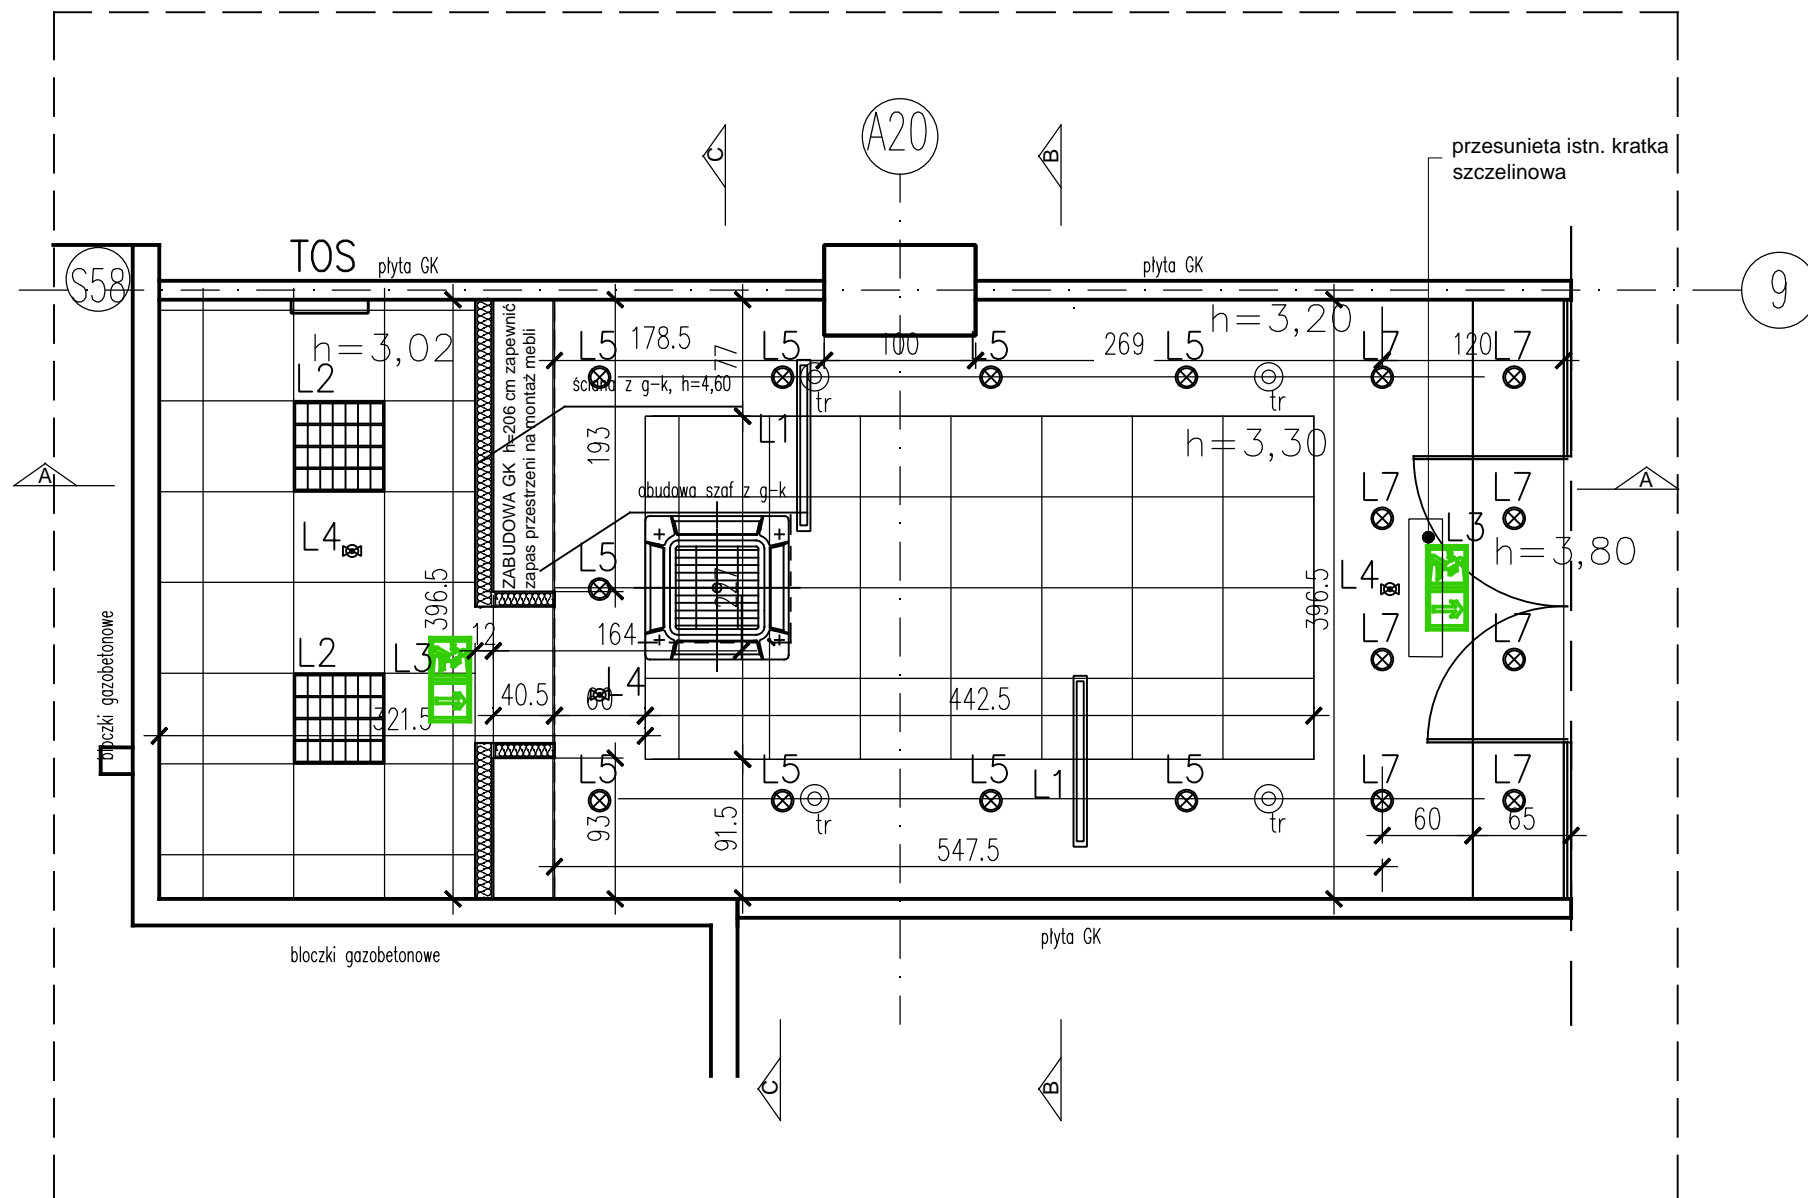 A20
C
B
przesunieta istn. kratka
szczelinowa
TOS
płyta GK
płyta GK
S58
9
h=3,02
h=3,20
L5
178.5
77
L5
100
L5
269
L5
L7
120
L7
L2
ZABUDOWA GK h=206 cm zapewnić
zapas przestrzeni na montaż mebli
ściana z g-k, h=4,60
tr
tr
L1
193
h=3,30
A
A
obudowa szaf z g-k
L7
L7
L3
L4
h=3,80
L5
297
L4
396.5
396.5
bloczki gazobetonowe
12
164
L7
L7
L2
L3
40.5
60
L4
442.5
321.5
L5
L5
L5
L1
L5
L7
L7
93
91.5
tr
tr
60
65
547.5
bloczki gazobetonowe
płyta GK
C
B